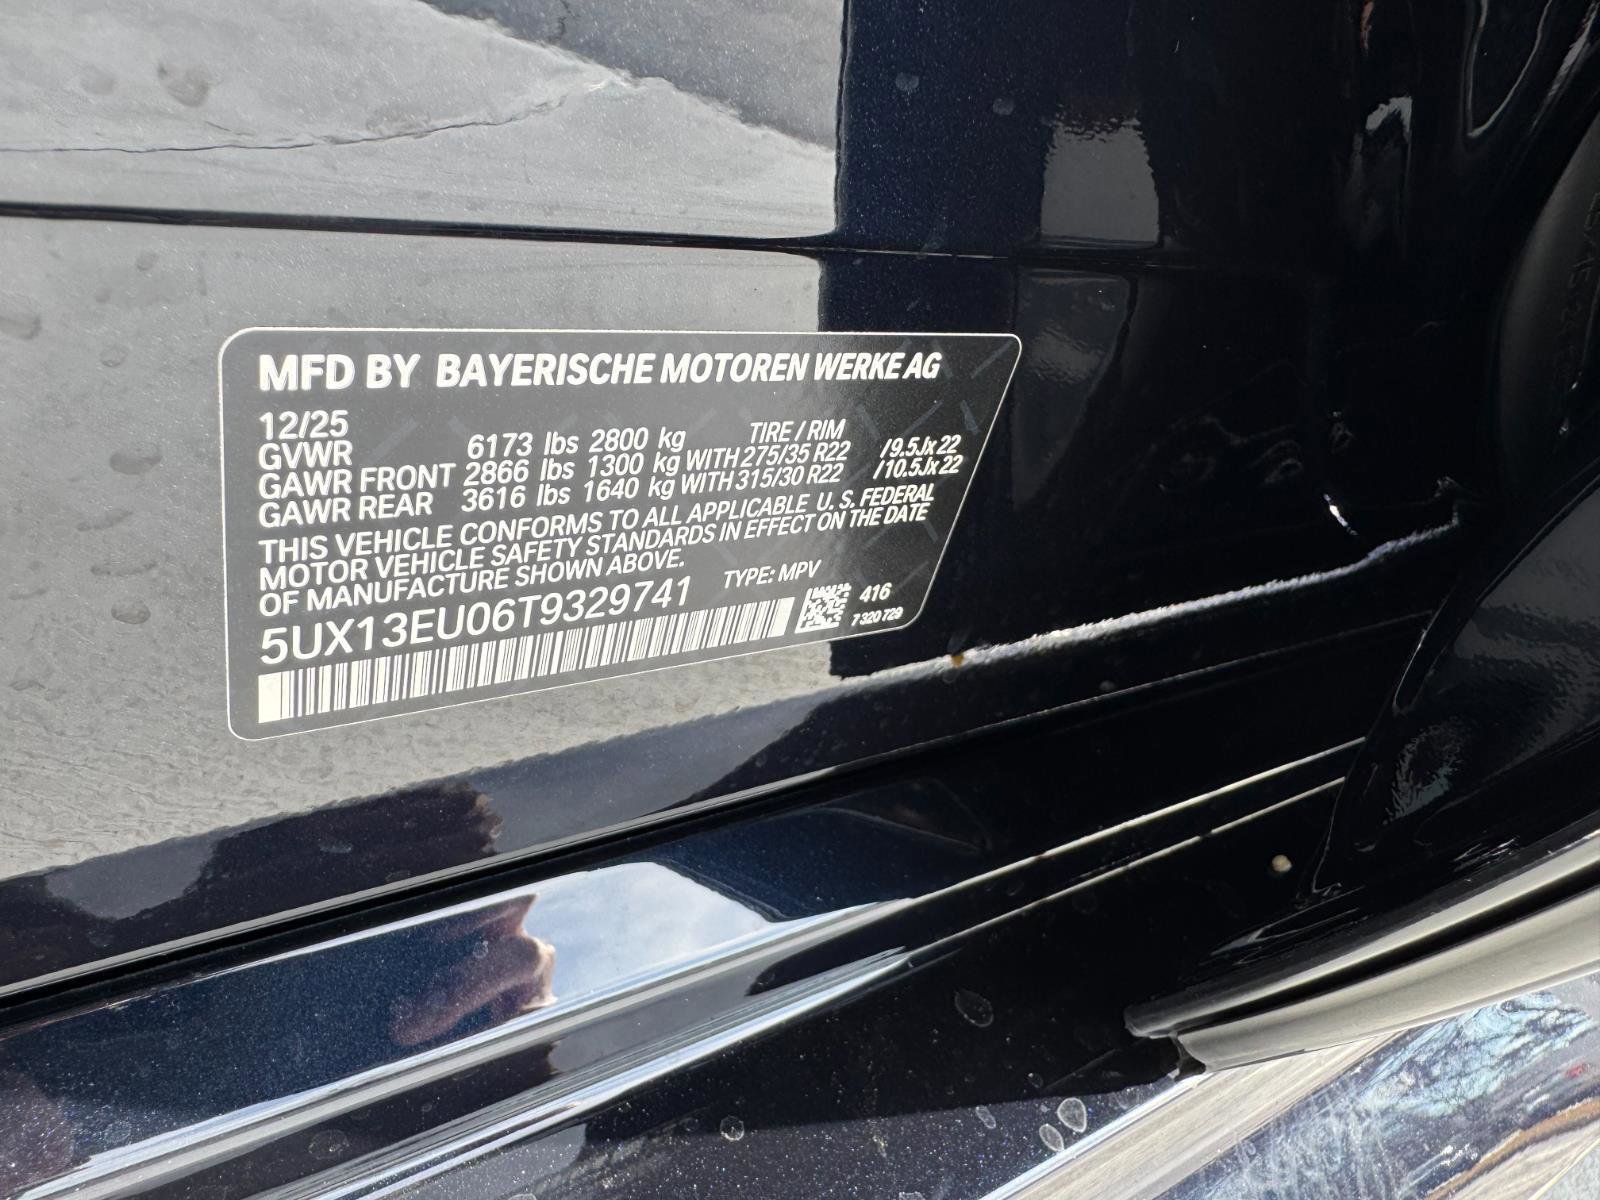 MFD BY BAYERISCHE MOTOREN WERKE AG
12/25
GVWR 6173 lbs 2800 kg TIRE / RIM
GAWR FRONT 2866 lbs 1300 kg WITH 275/35 R22 /9.5Jx22
GAWR REAR 3616 lbs 1640 kg WITH 315/30 R22 /10.5Jx22
THIS VEHICLE CONFORMS TO ALL APPLICABLE U. S. FEDERAL
MOTOR VEHICLE SAFETY STANDARDS IN EFFECT ON THE DATE
OF MANUFACTURE SHOWN ABOVE.
5UX13EU06T9329741 TYPE: MPV
416
7 320 729